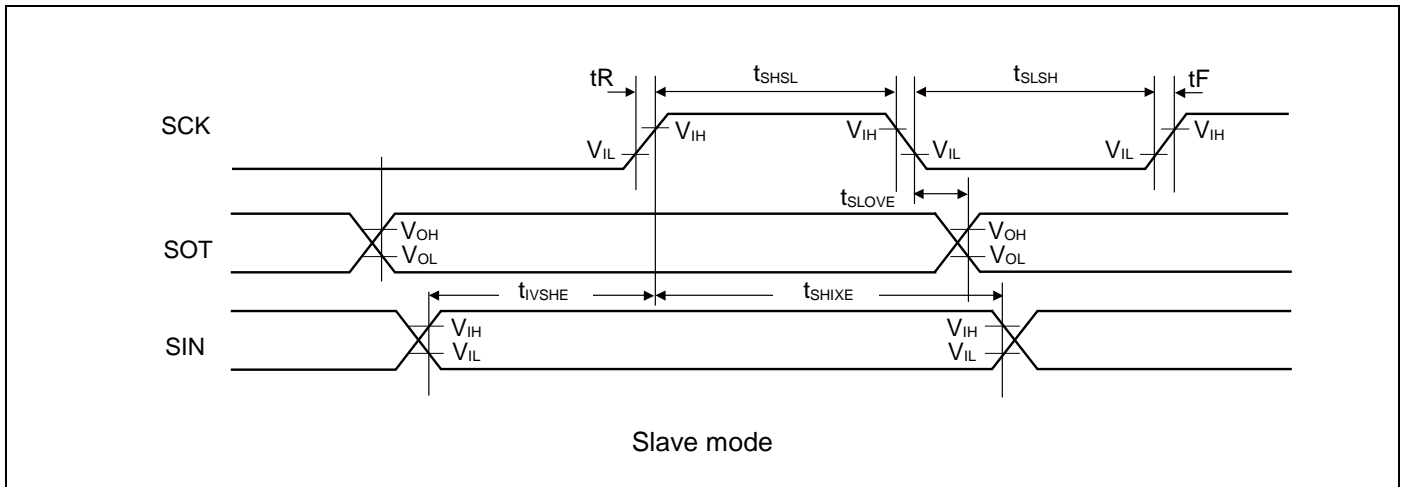 tR tSHSL tSLSH tF
SCK VIH VIH VIH
VIL VIL VIL
tSLOVE
SOT VOH VOH
VOL VOL
tIVSHE tSHIXE
SIN VIH VIH
VIL VIL
Slave mode